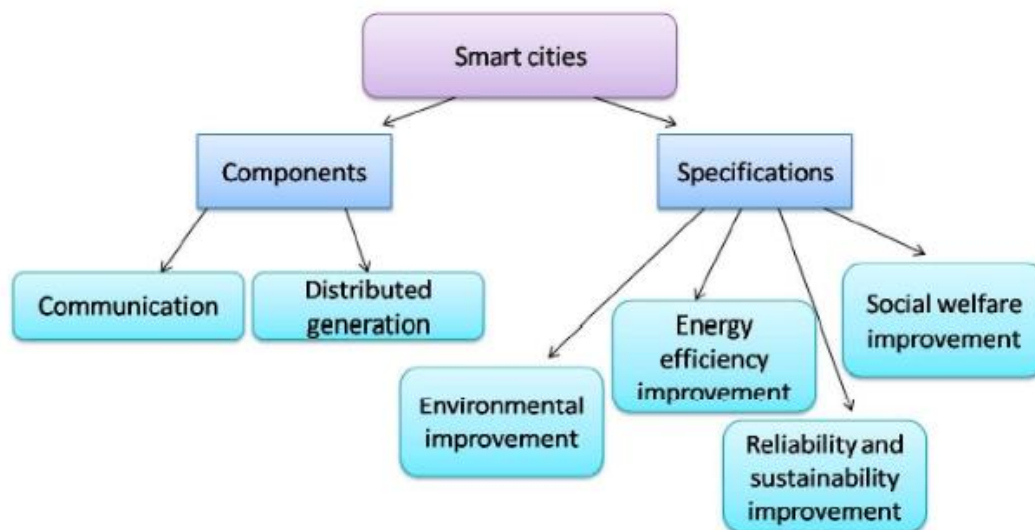 Smart cities
Components
Specifications
Communication
Distributed
generation
Environmental
improvement
Energy
efficiency
improvement
Reliability and
sustainability
improvement
Social welfare
improvement